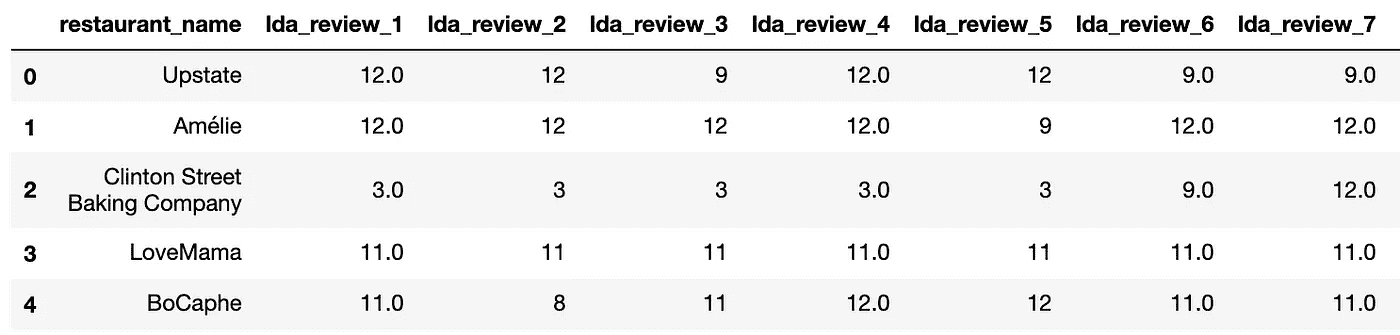 restaurant_name lda_review_1 lda_review_2 lda_review_3 lda_review_4 lda_review_5 lda_review_6 lda_review_7
0 Upstate 12.0 12 9 12.0 12 9.0 9.0
1 Amélie 12.0 12 12 12.0 9 12.0 12.0
2 Clinton Street
Baking Company 3.0 3 3 3.0 3 9.0 12.0
3 LoveMama 11.0 11 11 11.0 11 11.0 11.0
4 BoCaphe 11.0 8 11 12.0 12 11.0 11.0